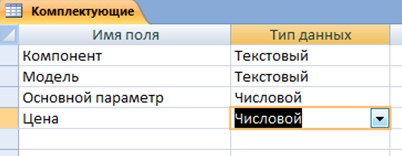 Комплектующие
Имя поля Тип данных
Компонент Текстовый
Модель Текстовый
Основной параметр Числовой
Цена Числовой